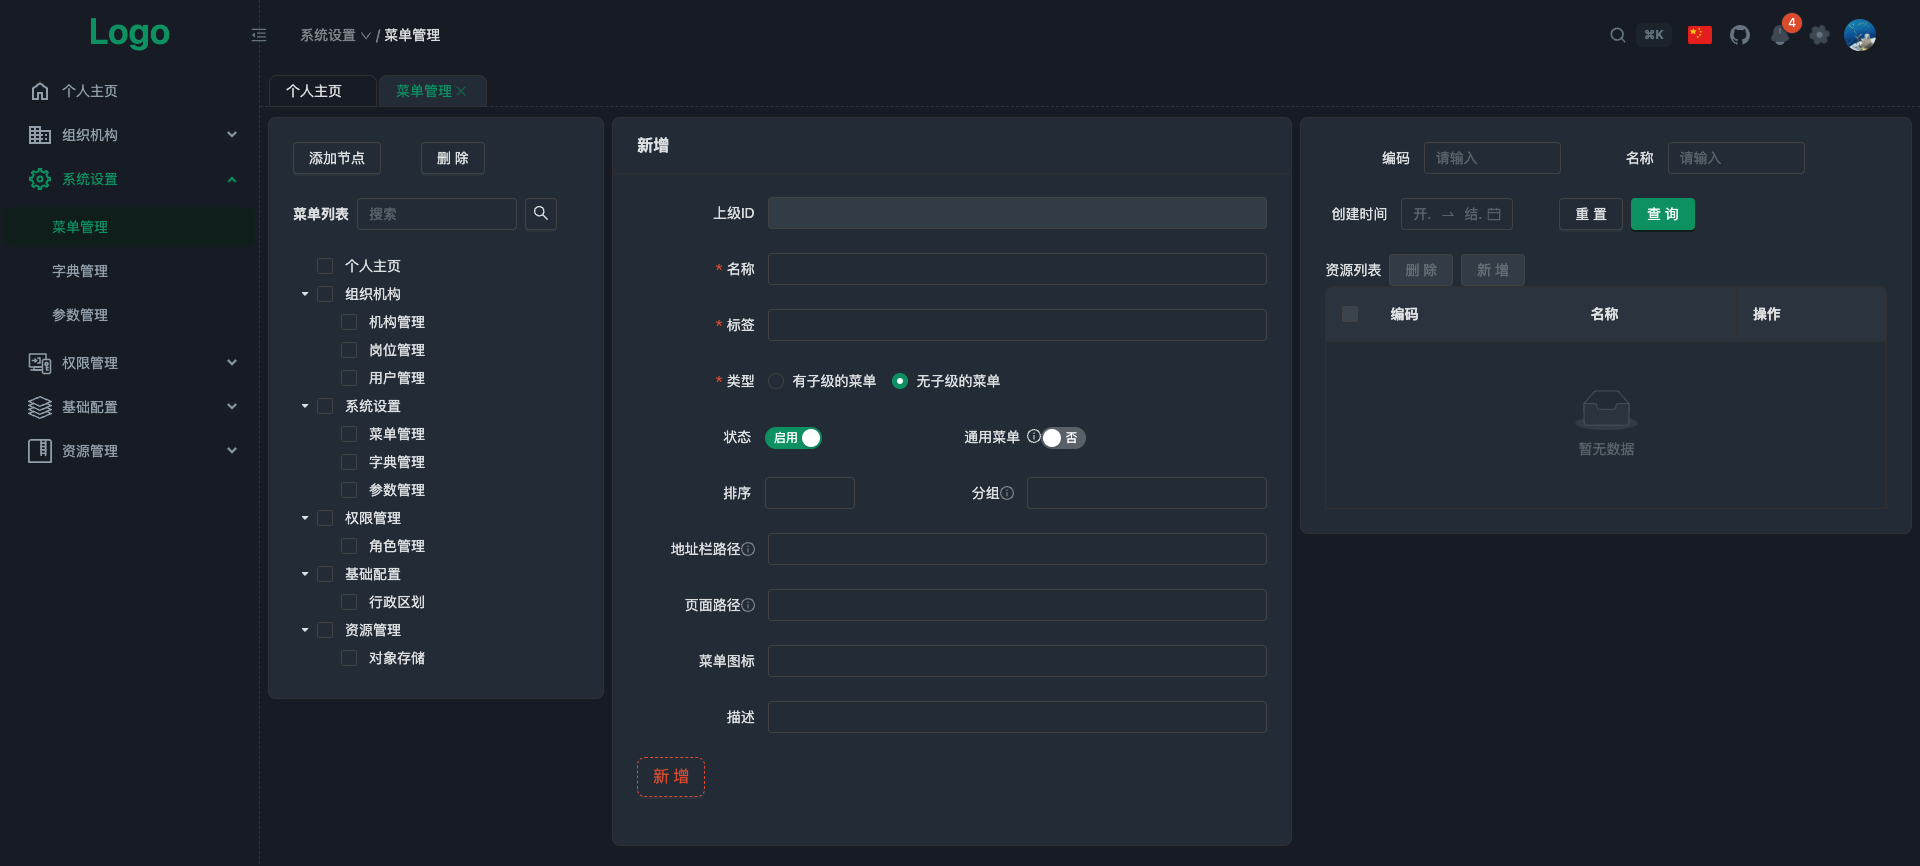 Logo
个人主页
组织机构
系统设置
菜单管理
字典管理
参数管理
权限管理
基础配置
资源管理
系统设置 / 菜单管理
⌘K
4
个人主页
菜单管理
添加节点
删 除
菜单列表 搜索
个人主页
组织机构
机构管理
岗位管理
用户管理
系统设置
菜单管理
字典管理
参数管理
权限管理
角色管理
基础配置
行政区划
资源管理
对象存储
新增
上级ID
* 名称
* 标签
* 类型 有子级的菜单 无子级的菜单
状态 启用 通用菜单 否
排序 分组
地址栏路径
页面路径
菜单图标
描述
新 增
编码 请输入 名称 请输入
创建时间 开. 结. 重 置 查 询
资源列表 删 除 新 增
编码 名称 操作
暂无数据